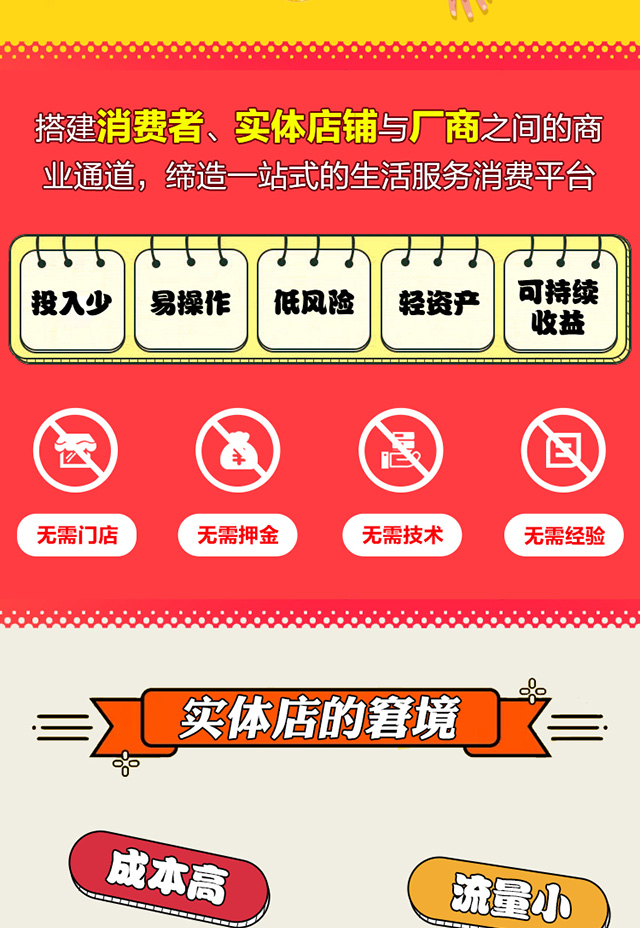 搭建消费者、实体店铺与厂商之间的商
业通道，缔造一站式的生活服务消费平台
投入少
易操作
低风险
轻资产
可持续
收益
无需门店
无需押金
无需技术
无需经验
实体店的窘境
成本高
流量小